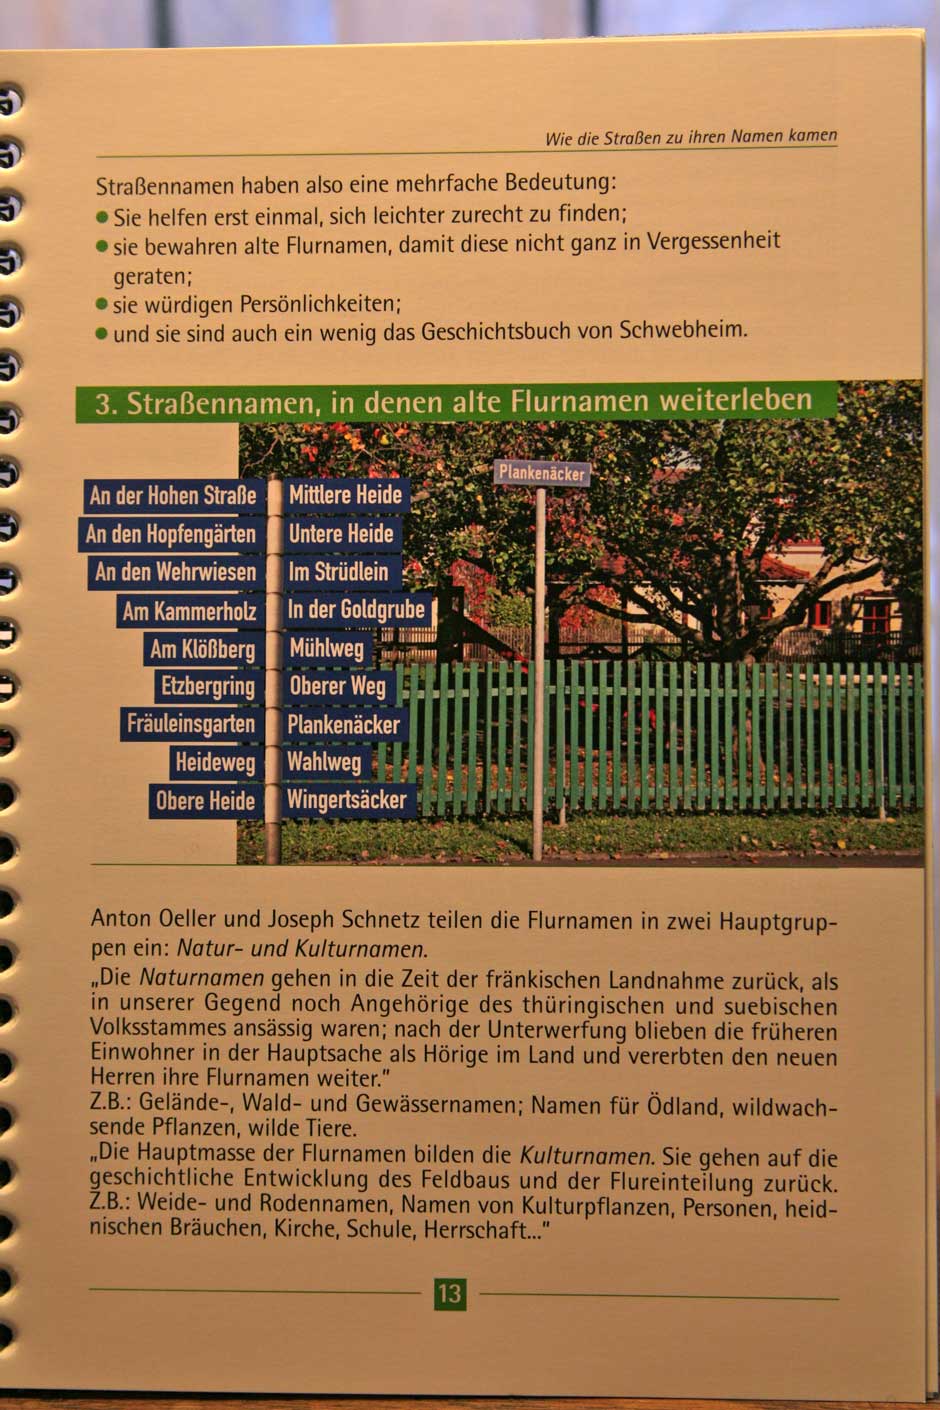 Wie die Straßen zu ihren Namen kamen
Straßennamen haben also eine mehrfache Bedeutung:
● Sie helfen erst einmal, sich leichter zurecht zu finden;
● sie bewahren alte Flurnamen, damit diese nicht ganz in Vergessenheit
geraten;
● sie würdigen Persönlichkeiten;
● und sie sind auch ein wenig das Geschichtsbuch von Schwebheim.
3. Straßennamen, in denen alte Flurnamen weiterleben
Plankenäcker
An der Hohen Straße
An den Hopfengärten
An den Wehrwiesen
Am Kammerholz
Am Klößberg
Etzbergring
Fräuleinsgarten
Heideweg
Obere Heide
Mittlere Heide
Untere Heide
Im Strüdlein
In der Goldgrube
Mühlweg
Oberer Weg
Plankenäcker
Wahlweg
Wingertsäcker
Anton Oeller und Joseph Schnetz teilen die Flurnamen in zwei Hauptgrup-
pen ein: Natur- und Kulturnamen.
„Die Naturnamen gehen in die Zeit der fränkischen Landnahme zurück, als
in unserer Gegend noch Angehörige des thüringischen und suebischen
Volksstammes ansässig waren; nach der Unterwerfung blieben die früheren
Einwohner in der Hauptsache als Hörige im Land und vererbten den neuen
Herren ihre Flurnamen weiter.”
Z.B.: Gelände-, Wald- und Gewässernamen; Namen für Ödland, wildwach-
sende Pflanzen, wilde Tiere.
„Die Hauptmasse der Flurnamen bilden die Kulturnamen. Sie gehen auf die
geschichtliche Entwicklung des Feldbaus und der Flureinteilung zurück.
Z.B.: Weide- und Rodennamen, Namen von Kulturpflanzen, Personen, heid-
nischen Bräuchen, Kirche, Schule, Herrschaft...”
13